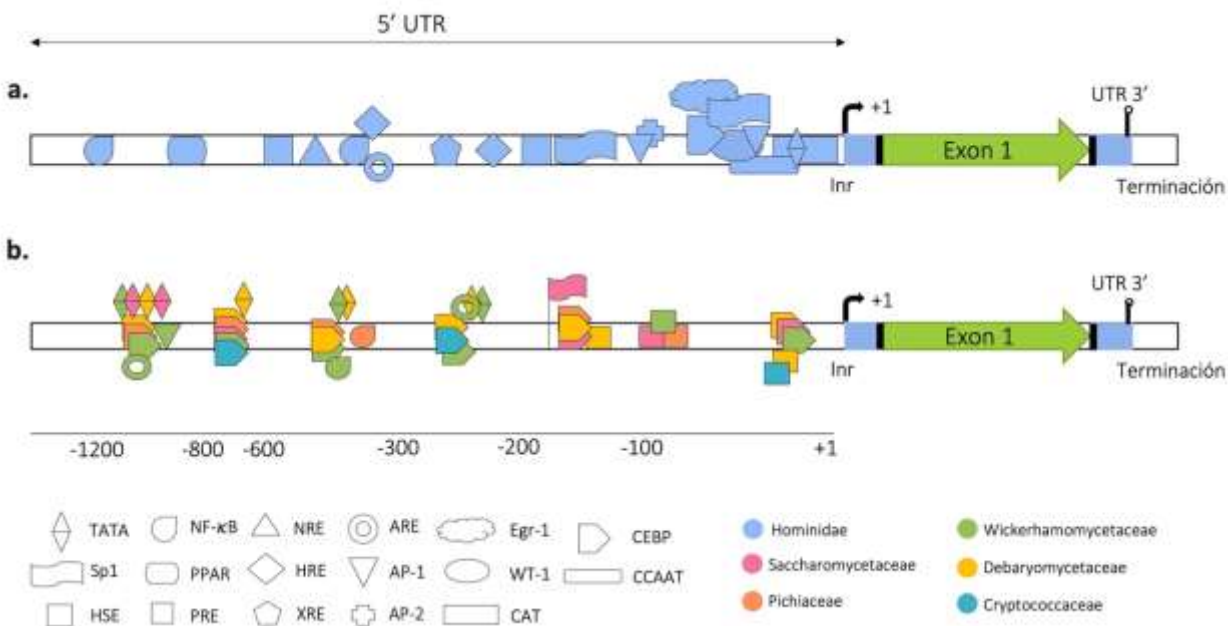 5’ UTR
a.
+1
UTR 3’
Exon 1
Inr
Terminación
b.
+1
UTR 3’
Exon 1
Inr
Terminación
-1200 -800 -600 -300 -200 -100 +1
TATA NF-κB NRE ARE Egr-1 CEBP
Sp1 PPAR HRE AP-1 WT-1 CCAAT
HSE PRE XRE AP-2 CAT
Hominidae Wickerhamomycetaceae
Saccharomycetaceae Debaryomycetaceae
Pichiaceae Cryptococcaceae